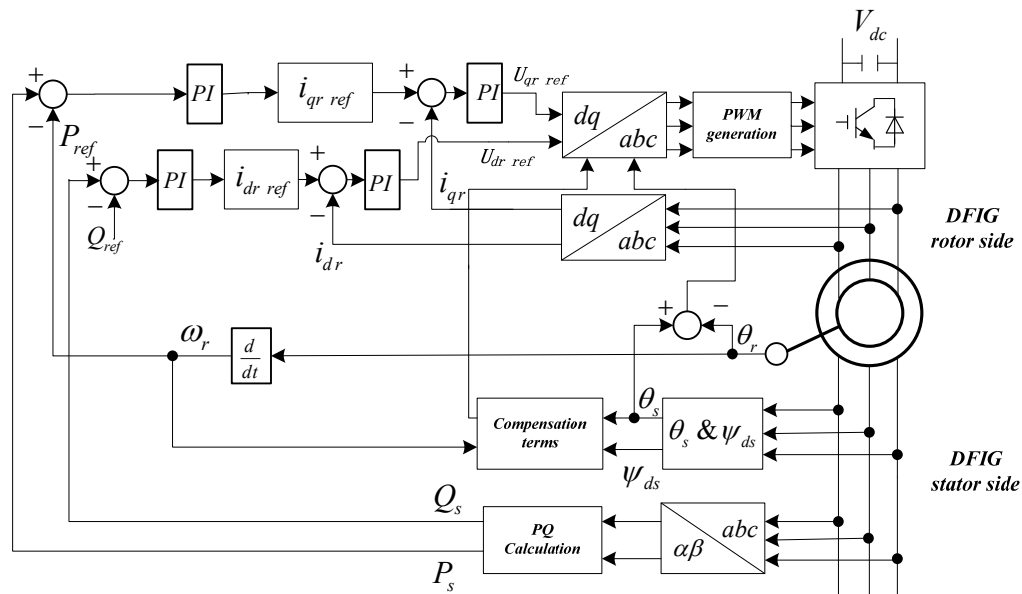 V_dc
+
−
PI
i_qr ref
+
−
PI
U_qr ref
dq
abc
PWM
generation
P_ref
+
−
PI
i_dr ref
+
−
PI
U_dr ref
Q_ref
i_dr
i_qr
dq
abc
DFIG
rotor side
ω_r
d
dt
+
−
θ_r
Compensation
terms
θ_s
ψ_ds
θ_s & ψ_ds
DFIG
stator side
Q_s
P_s
PQ
Calculation
abc
αβ